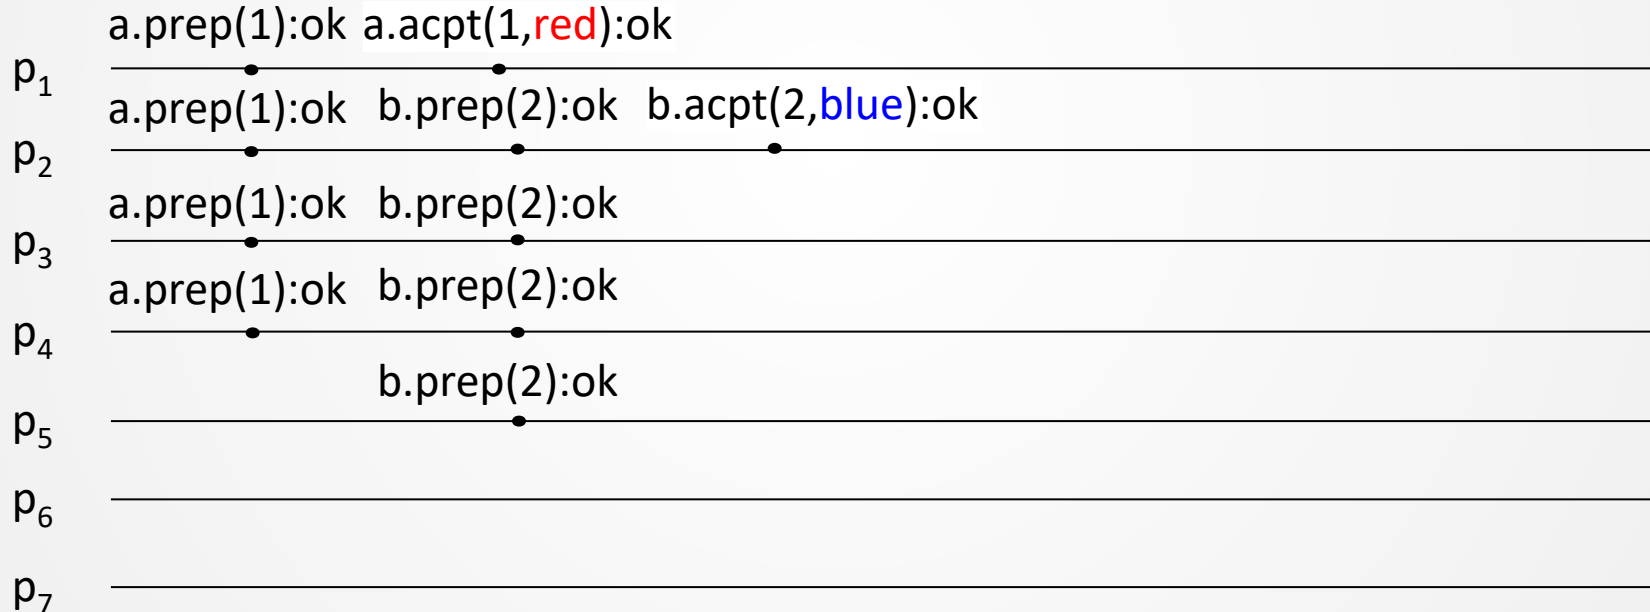 a.prep(1):ok a.acpt(1,red):ok
p1
a.prep(1):ok b.prep(2):ok b.acpt(2,blue):ok
p2
a.prep(1):ok b.prep(2):ok
p3
a.prep(1):ok b.prep(2):ok
p4
b.prep(2):ok
p5
p6
p7